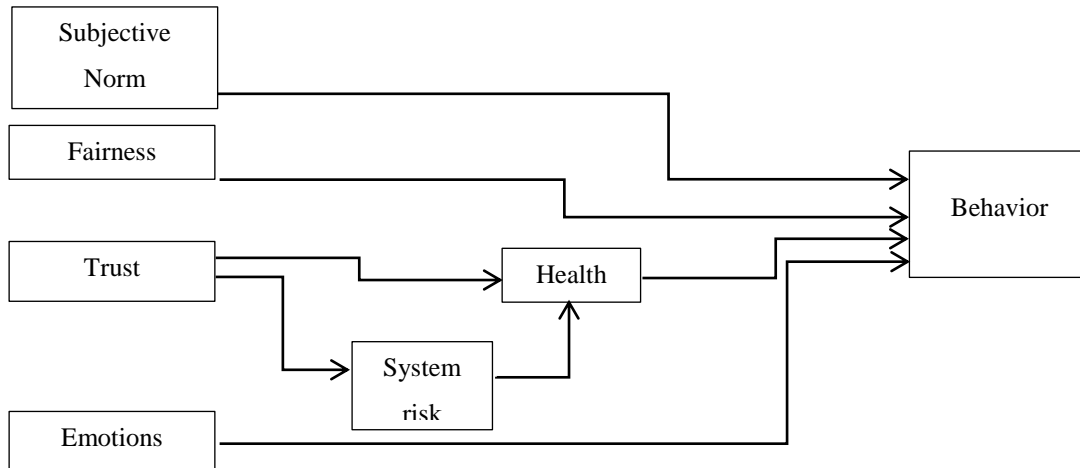 Subjective
Norm
Fairness
Behavior
Trust
Health
System
risk
Emotions